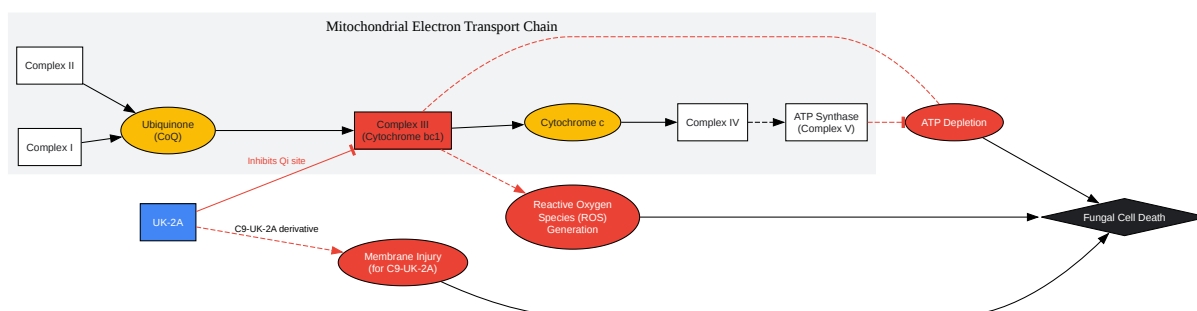 Mitochondrial Electron Transport Chain
Complex II
Complex I
Ubiquinone
(CoQ)
Complex III
(Cytochrome bc1)
Cytochrome c
Complex IV
ATP Synthase
(Complex V)
ATP Depletion
Inhibits Qi site
UK-2A
C9-UK-2A derivative
Reactive Oxygen
Species (ROS)
Generation
Membrane Injury
(for C9-UK-2A)
Fungal Cell Death